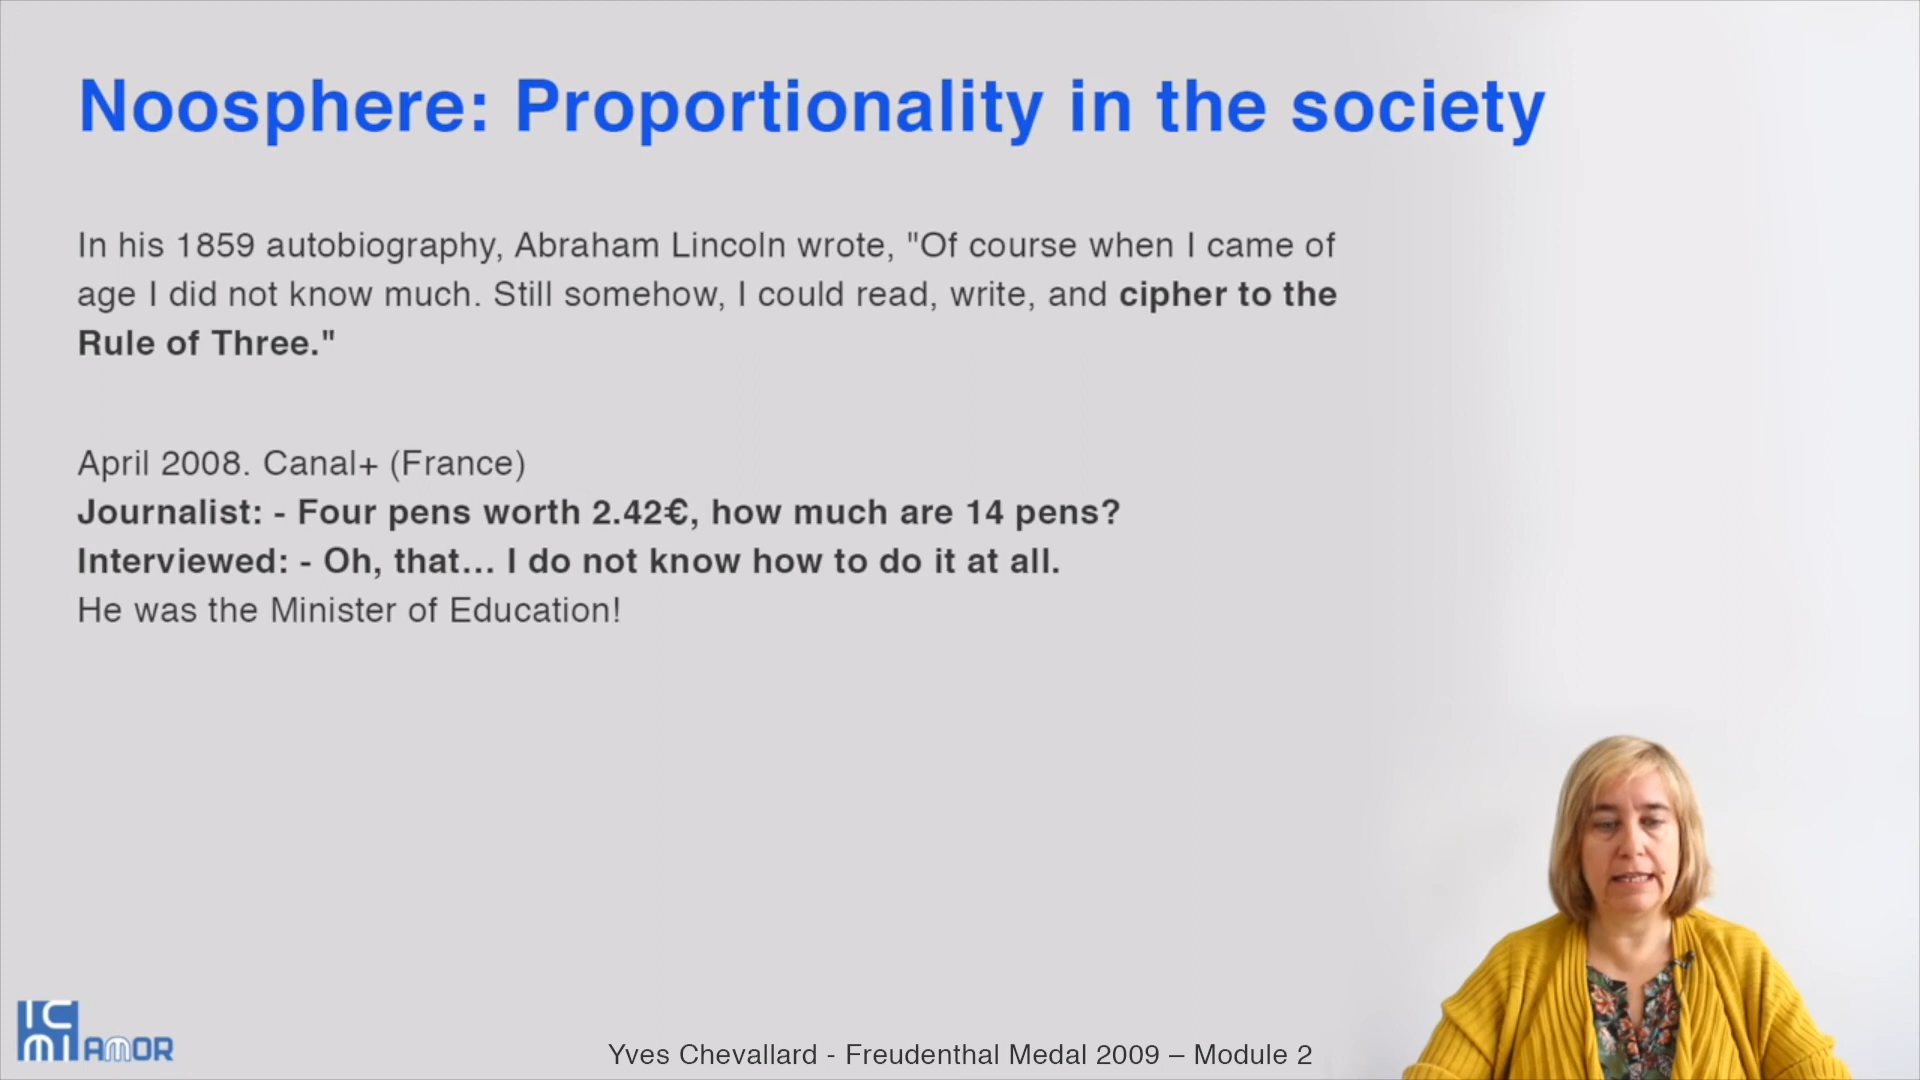 Noosphere: Proportionality in the society
In his 1859 autobiography, Abraham Lincoln wrote, "Of course when I came of
age I did not know much. Still somehow, I could read, write, and cipher to the
Rule of Three."
April 2008. Canal+ (France)
Journalist: - Four pens worth 2.42€, how much are 14 pens?
Interviewed: - Oh, that... I do not know how to do it at all.
He was the Minister of Education!
IC
MI AMOR
Yves Chevallard - Freudenthal Medal 2009 – Module 2